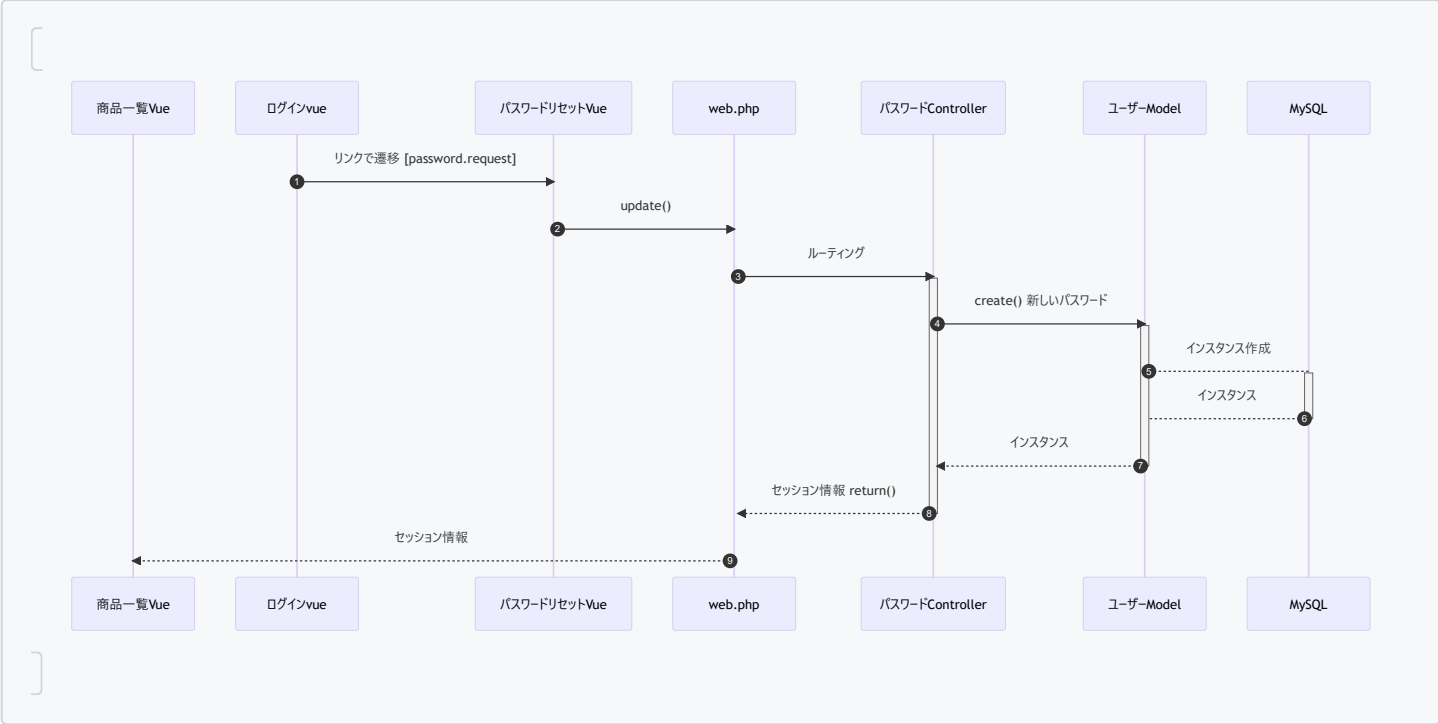 商品一覧Vue
ログインvue
パスワードリセットVue
web.php
パスワードController
ユーザーModel
MySQL
リンクで遷移 [password.request]
1
update()
2
ルーティング
3
create() 新しいパスワード
4
インスタンス作成
5
インスタンス
6
インスタンス
7
セッション情報 return()
8
セッション情報
9
商品一覧Vue
ログインvue
パスワードリセットVue
web.php
パスワードController
ユーザーModel
MySQL